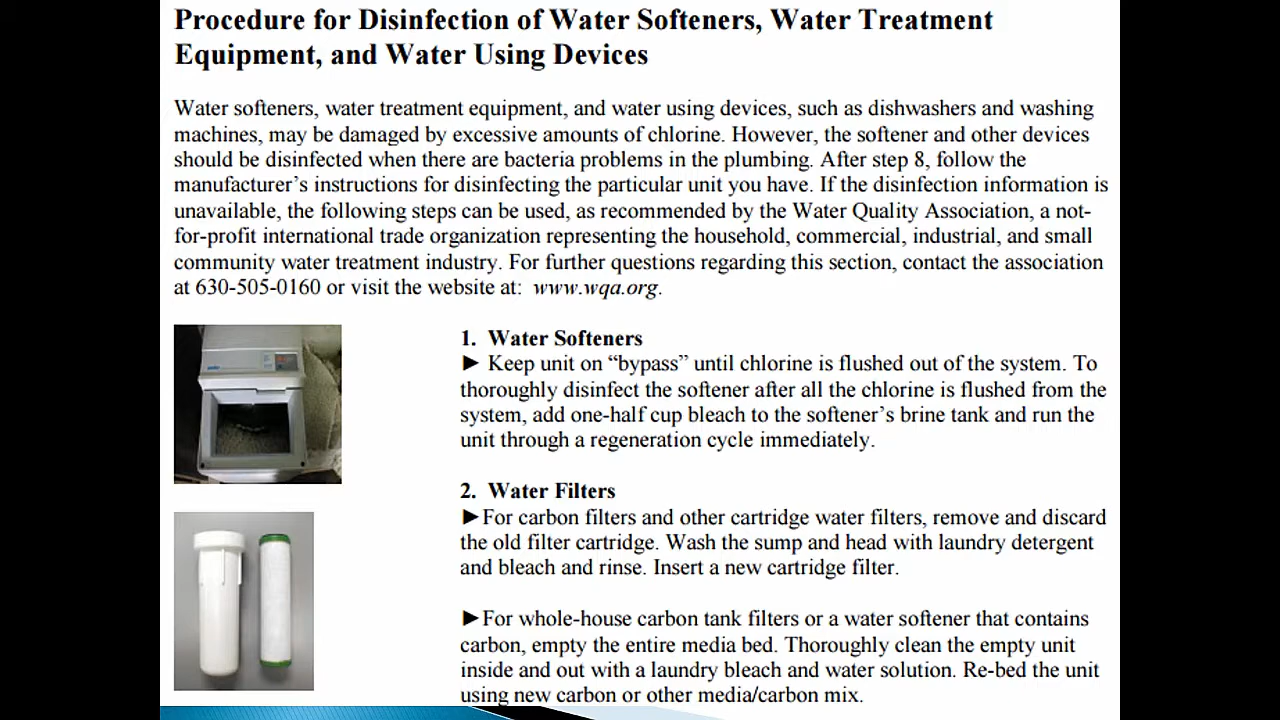 Procedure for Disinfection of Water Softeners, Water Treatment
Equipment, and Water Using Devices
Water softeners, water treatment equipment, and water using devices, such as dishwashers and washing
machines, may be damaged by excessive amounts of chlorine. However, the softener and other devices
should be disinfected when there are bacteria problems in the plumbing. After step 8, follow the
manufacturer's instructions for disinfecting the particular unit you have. If the disinfection information is
unavailable, the following steps can be used, as recommended by the Water Quality Association, a not-
for-profit international trade organization representing the household, commercial, industrial, and small
community water treatment industry. For further questions regarding this section, contact the association
at 630-505-0160 or visit the website at: www.wqa.org.
1. Water Softeners
► Keep unit on “bypass” until chlorine is flushed out of the system. To
thoroughly disinfect the softener after all the chlorine is flushed from the
system, add one-half cup bleach to the softener's brine tank and run the
unit through a regeneration cycle immediately.
2. Water Filters
►For carbon filters and other cartridge water filters, remove and discard
the old filter cartridge. Wash the sump and head with laundry detergent
and bleach and rinse. Insert a new cartridge filter.
►For whole-house carbon tank filters or a water softener that contains
carbon, empty the entire media bed. Thoroughly clean the empty unit
inside and out with a laundry bleach and water solution. Re-bed the unit
using new carbon or other media/carbon mix.